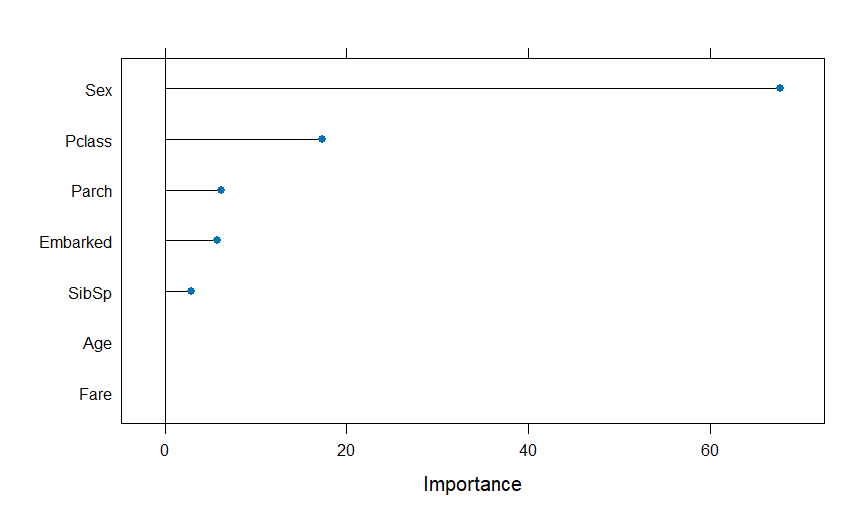 Sex
Pclass
Parch
Embarked
SibSp
Age
Fare
0 20 40 60
Importance